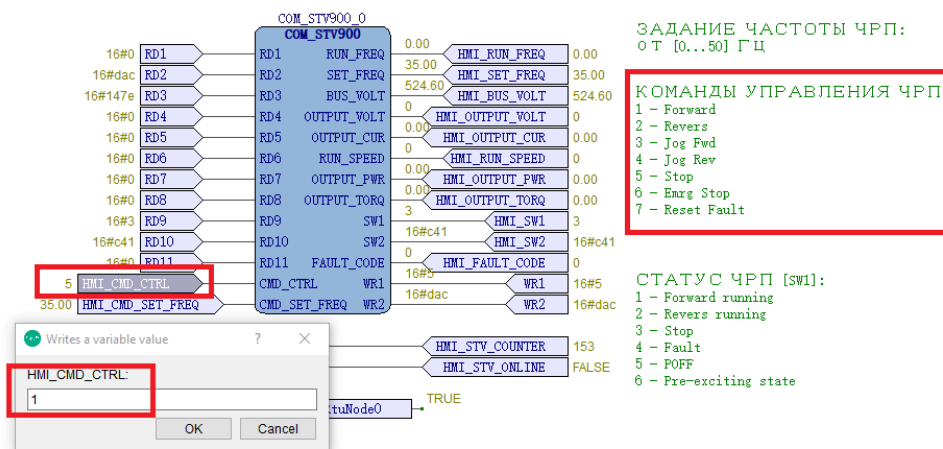 COM_STV900_0
COM_STV900
16#0 RD1 RD1 RUN_FREQ 0.00 HMI_RUN_FREQ 0.00
16#dac RD2 RD2 SET_FREQ 35.00 HMI_SET_FREQ 35.00
16#147e RD3 RD3 BUS_VOLT 524.60 HMI_BUS_VOLT 524.60
16#0 RD4 RD4 OUTPUT_VOLT 0 HMI_OUTPUT_VOLT 0
16#0 RD5 RD5 OUTPUT_CUR 0.00 HMI_OUTPUT_CUR 0.00
16#0 RD6 RD6 RUN_SPEED 0 HMI_RUN_SPEED 0
16#0 RD7 RD7 OUTPUT_PWR 0.00 HMI_OUTPUT_PWR 0.00
16#0 RD8 RD8 OUTPUT_TORQ 0.00 HMI_OUTPUT_TORQ 0.00
16#3 RD9 RD9 SW1 3 HMI_SW1 3
16#c41 RD10 RD10 SW2 16#c41 HMI_SW2 16#c41
16#0 RD11 RD11 FAULT_CODE 0 HMI_FAULT_CODE 0
5 HMI_CMD_CTRL CMD_CTRL WR1 16#5 WR1 16#5
35.00 HMI_CMD_SET_FREQ CMD_SET_FREQ WR2 16#dac WR2 16#dac
HMI_STV_COUNTER 153
HMI_STV_ONLINE FALSE
tuNode0 TRUE
Writes a variable value ?
HMI_CMD_CTRL:
1
OK Cancel
ЗАДАНИЕ ЧАСТОТЫ ЧРП:
ОТ [0...50] ГЦ
КОМАНДЫ УПРАВЛЕНИЯ ЧРП
1 - Forward
2 - Revers
3 - Jog Fwd
4 - Jog Rev
5 - Stop
6 - Emrg Stop
7 - Reset Fault
СТАТУС ЧРП [SW1]:
1 - Forward running
2 - Revers running
3 - Stop
4 - Fault
5 - POFF
6 - Pre-exciting state